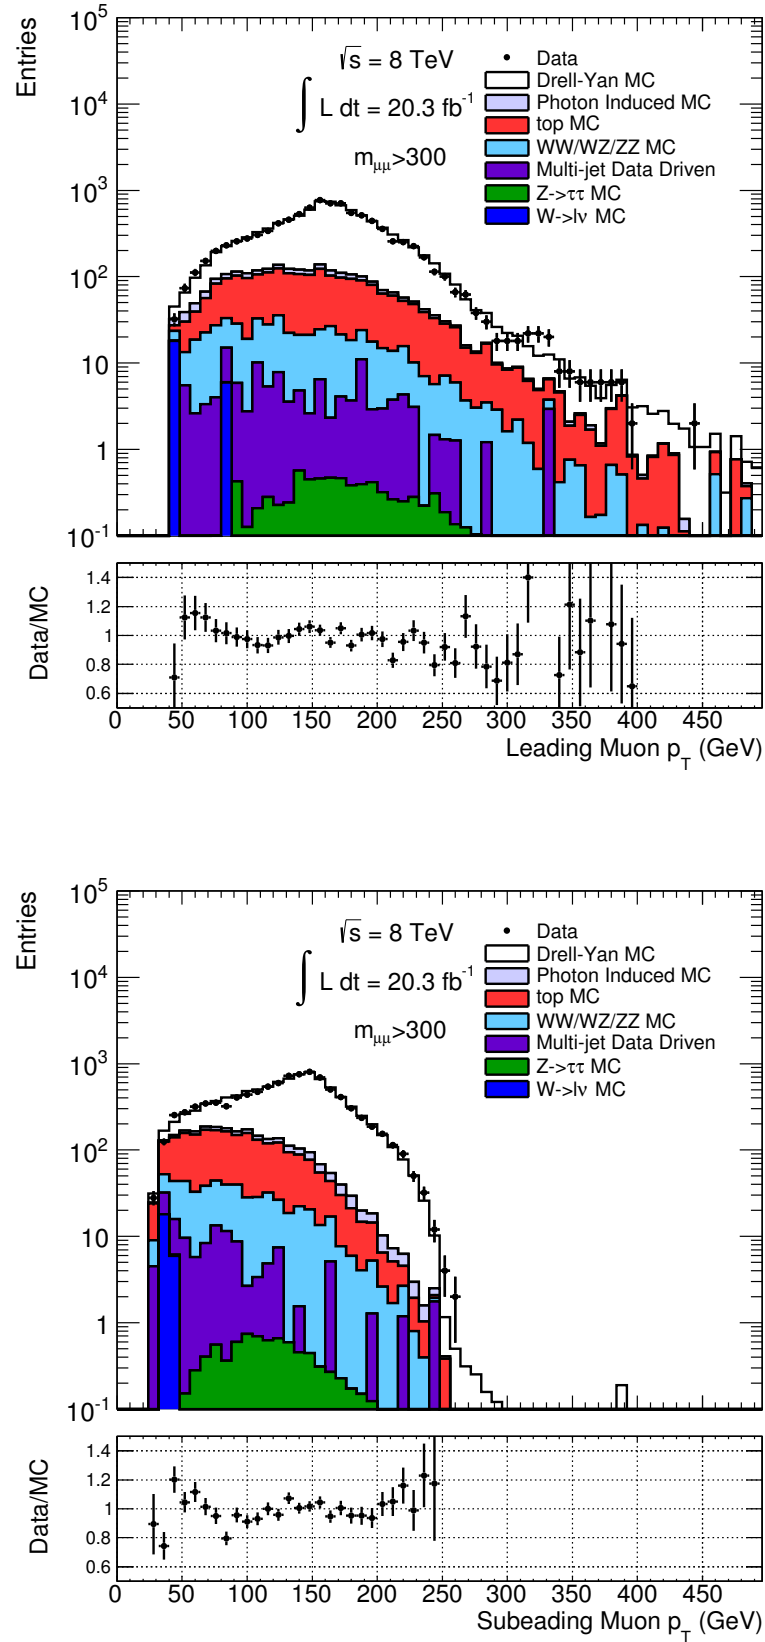 10^5
10^4
10^3
10^2
10
1
10^-1
Entries
√s = 8 TeV
∫ L dt = 20.3 fb^-1
m_μμ>300
Data
Drell-Yan MC
Photon Induced MC
top MC
WW/WZ/ZZ MC
Multi-jet Data Driven
Z->ττ MC
W->lν MC
Data/MC
1.4
1.2
1
0.8
0.6
0 50 100 150 200 250 300 350 400 450
Leading Muon p_T (GeV)
10^5
10^4
10^3
10^2
10
1
10^-1
Entries
√s = 8 TeV
∫ L dt = 20.3 fb^-1
m_μμ>300
Data
Drell-Yan MC
Photon Induced MC
top MC
WW/WZ/ZZ MC
Multi-jet Data Driven
Z->ττ MC
W->lν MC
Data/MC
1.4
1.2
1
0.8
0.6
0 50 100 150 200 250 300 350 400 450
Subeading Muon p_T (GeV)